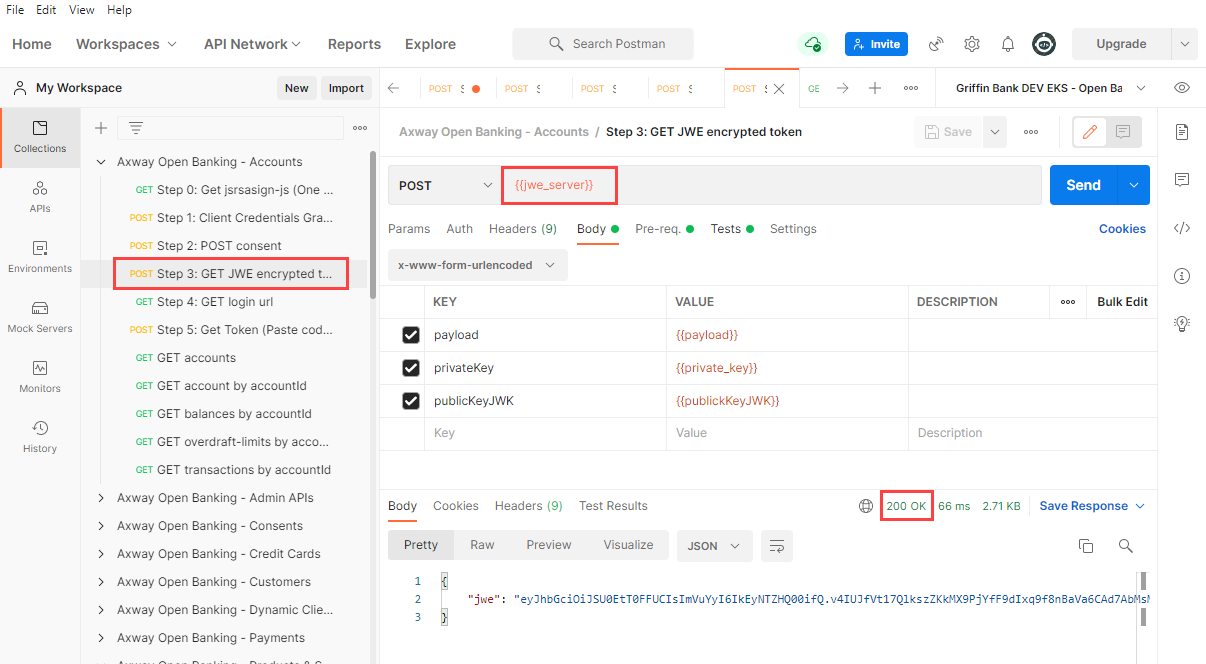 File Edit View Help
Home Workspaces API Network Reports Explore Search Postman Invite Upgrade
My Workspace New Import POST S POST S POST S POST S POST S GE Griffin Bank DEV EKS - Open Ba
Collections
APIs
Environments
Mock Servers
Monitors
History
Axway Open Banking - Accounts
GET Step 0: Get jsrsasign-js (One ...
POST Step 1: Client Credentials Gra...
POST Step 2: POST consent
POST Step 3: GET JWE encrypted t...
GET Step 4: GET login url
POST Step 5: Get Token (Paste cod...
GET GET accounts
GET GET account by accountId
GET GET balances by accountId
GET GET overdraft-limits by acco...
GET GET transactions by accountId
Axway Open Banking - Admin APIs
Axway Open Banking - Consents
Axway Open Banking - Credit Cards
Axway Open Banking - Customers
Axway Open Banking - Dynamic Clie...
Axway Open Banking - Payments
Axway Open Banking - Products & S
Axway Open Banking - Accounts / Step 3: GET JWE encrypted token Save
POST {{jwe_server}} Send
Params Auth Headers (9) Body Pre-req. Tests Settings Cookies
x-www-form-urlencoded
KEY VALUE DESCRIPTION Bulk Edit
payload {{payload}}
privateKey {{private_key}}
publicKeyJWK {{publickKeyJWK}}
Key Value Description
Body Cookies Headers (9) Test Results 200 OK 66 ms 2.71 KB Save Response
Pretty Raw Preview Visualize JSON
1 {
2 "jwe": "eyJhbGciOiJSU0EtT0FFUCIsImVuYyI6IkEyNTZHQ00ifQ.v4IUJfVt17QlkszZKkMX9PjYfF9dIxq9f8nBaVa6CAd7AbMsM
3 }